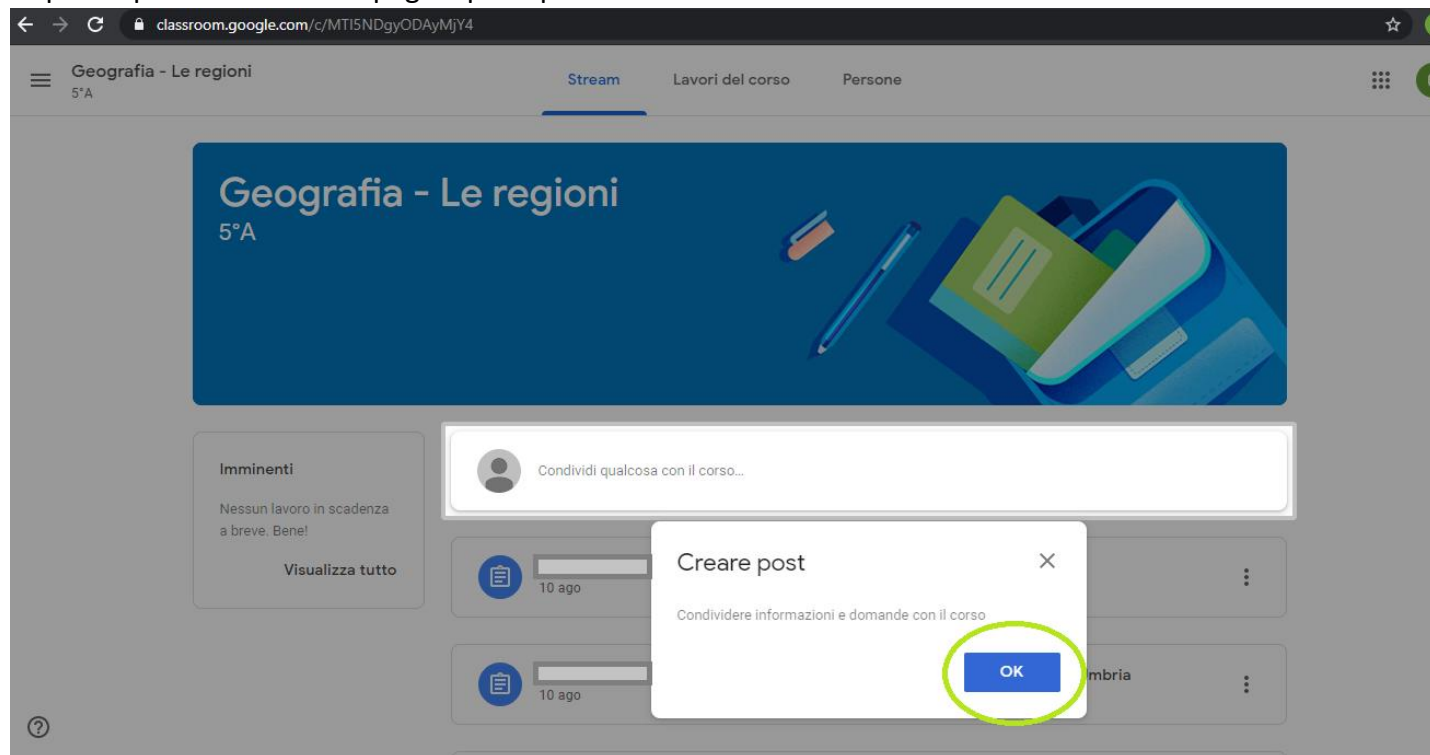 classroom.google.com/c/MTI5NDgyODAyMjY4
Geografia - Le regioni
5°A
Stream Lavori del corso Persone
Geografia - Le regioni
5°A
Imminenti
Nessun lavoro in scadenza
a breve. Bene!
Visualizza tutto
Condividi qualcosa con il corso...
10 ago
Creare post
Condividere informazioni e domande con il corso
OK
10 ago